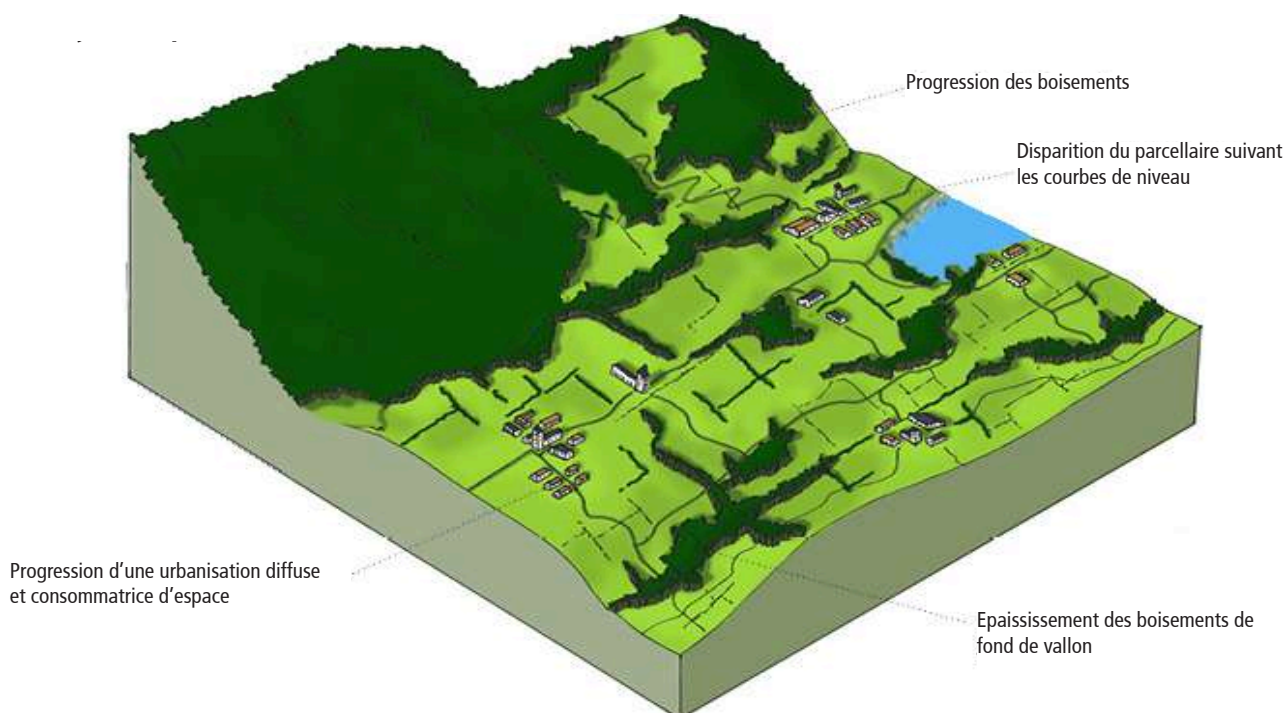 Progression des boisements
Disparition du parcellaire suivant
les courbes de niveau
Progression d’une urbanisation diffuse
et consommatrice d’espace
Epaississement des boisements de
fond de vallon